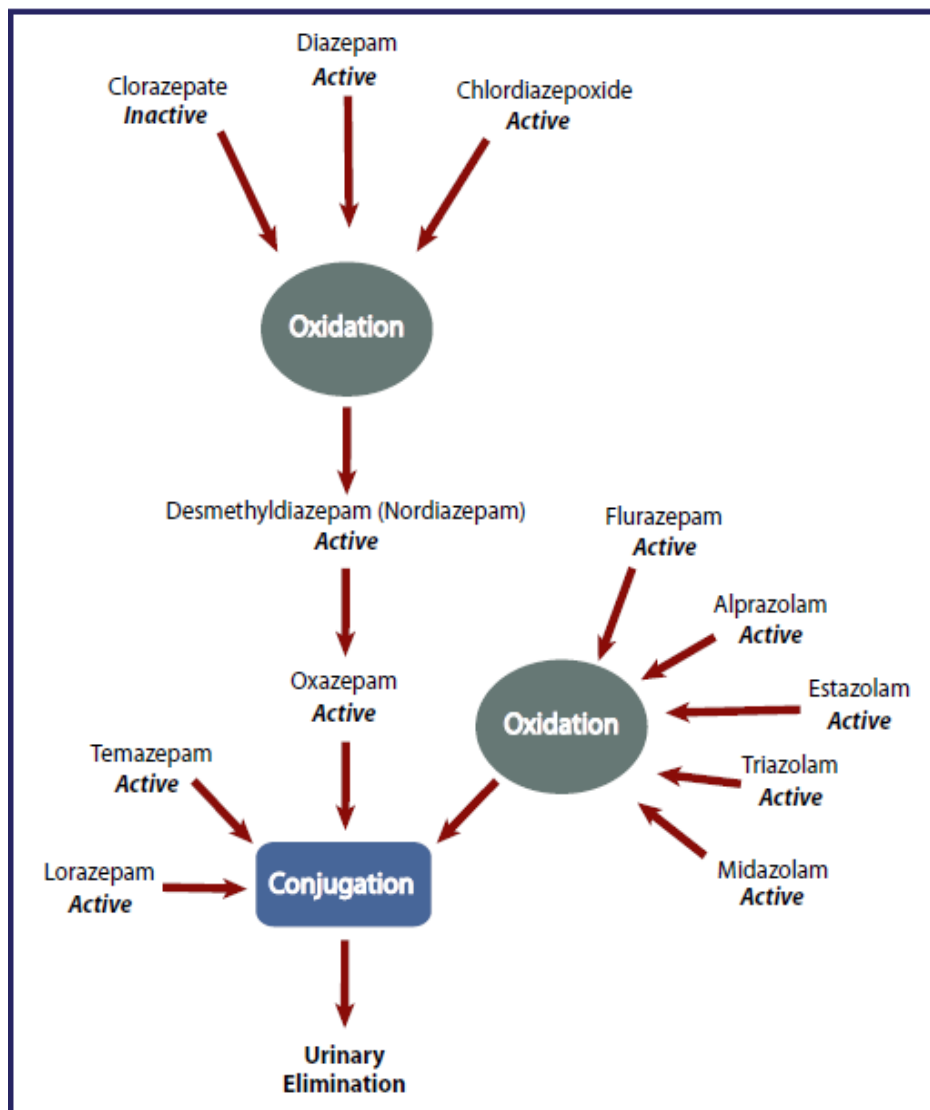 Diazepam
Active
Clorazepate
Inactive
Chlordiazepoxide
Active
Oxidation
Desmethyldiazepam (Nordiazepam)
Active
Flurazepam
Active
Alprazolam
Active
Oxazepam
Active
Estazolam
Active
Oxidation
Temazepam
Active
Triazolam
Active
Lorazepam
Active
Conjugation
Midazolam
Active
Urinary
Elimination